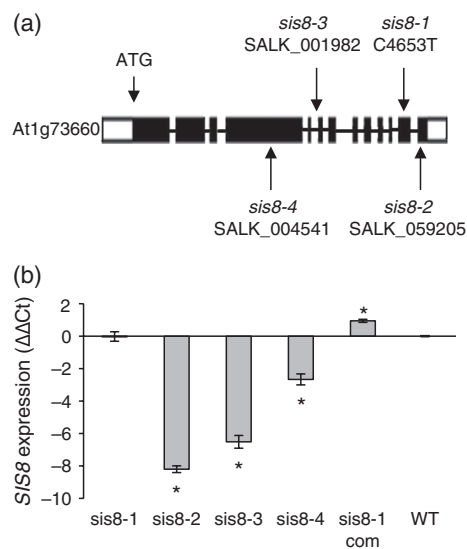 (a)
sis8-3
SALK_001982
sis8-1
C4653T
ATG
At1g73660
sis8-4
SALK_004541
sis8-2
SALK_059205
(b)
SIS8 expression (ΔΔCt)
2
0
−2
−4
−6
−8
−10
*
*
*
*
sis8-1
sis8-2
sis8-3
sis8-4
sis8-1
com
WT